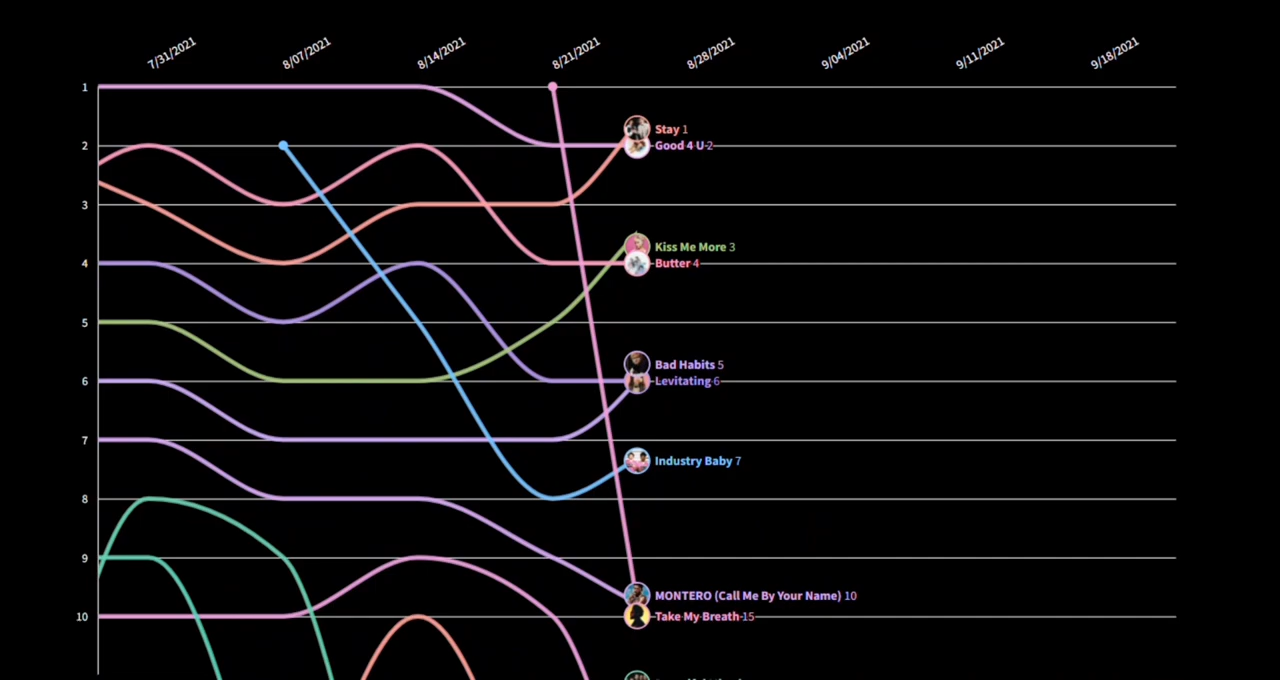 7/31/2021 8/07/2021 8/14/2021 8/21/2021 8/28/2021 9/04/2021 9/11/2021 9/18/2021
1
Stay 1
2
Good 4 U 2
3
Kiss Me More 3
4
Butter 4
5
Bad Habits 5
6
Levitating 6
7
Industry Baby 7
8
9
MONTERO (Call Me By Your Name) 10
10
Take My Breath 15